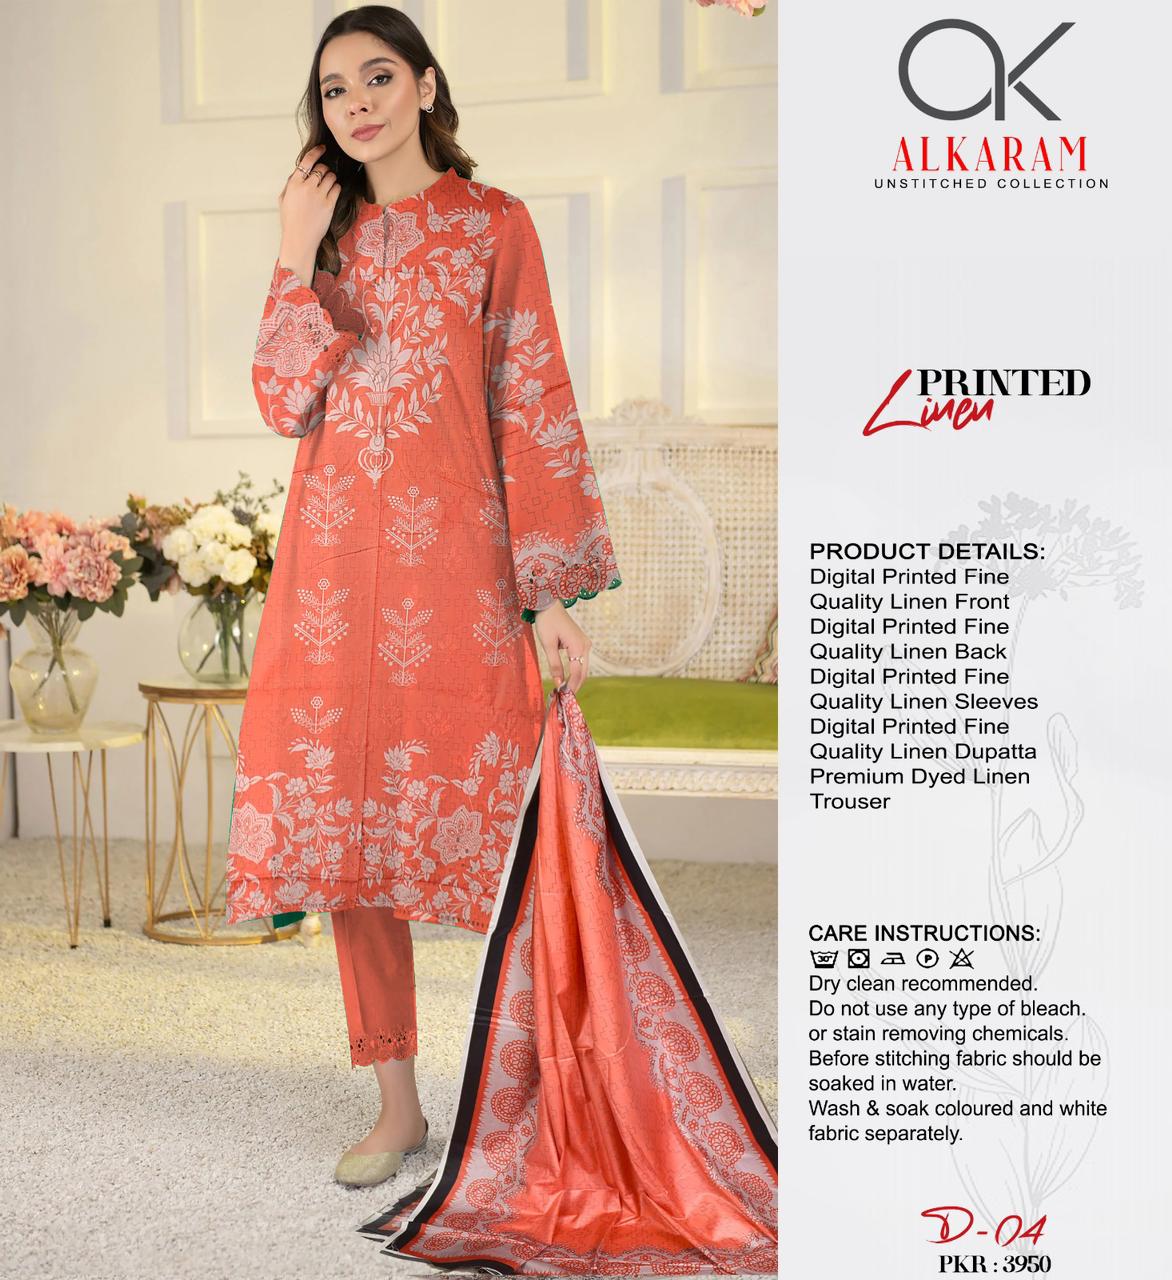 AK
ALKARAM
UNSTITCHED COLLECTION
PRINTED
Linen
PRODUCT DETAILS:
Digital Printed Fine
Quality Linen Front
Digital Printed Fine
Quality Linen Back
Digital Printed Fine
Quality Linen Sleeves
Digital Printed Fine
Quality Linen Dupatta
Premium Dyed Linen
Trouser
CARE INSTRUCTIONS:
30° P
Dry clean recommended.
Do not use any type of bleach.
or stain removing chemicals.
Before stitching fabric should be
soaked in water.
Wash & soak coloured and white
fabric separately.
D-04
PKR : 3950